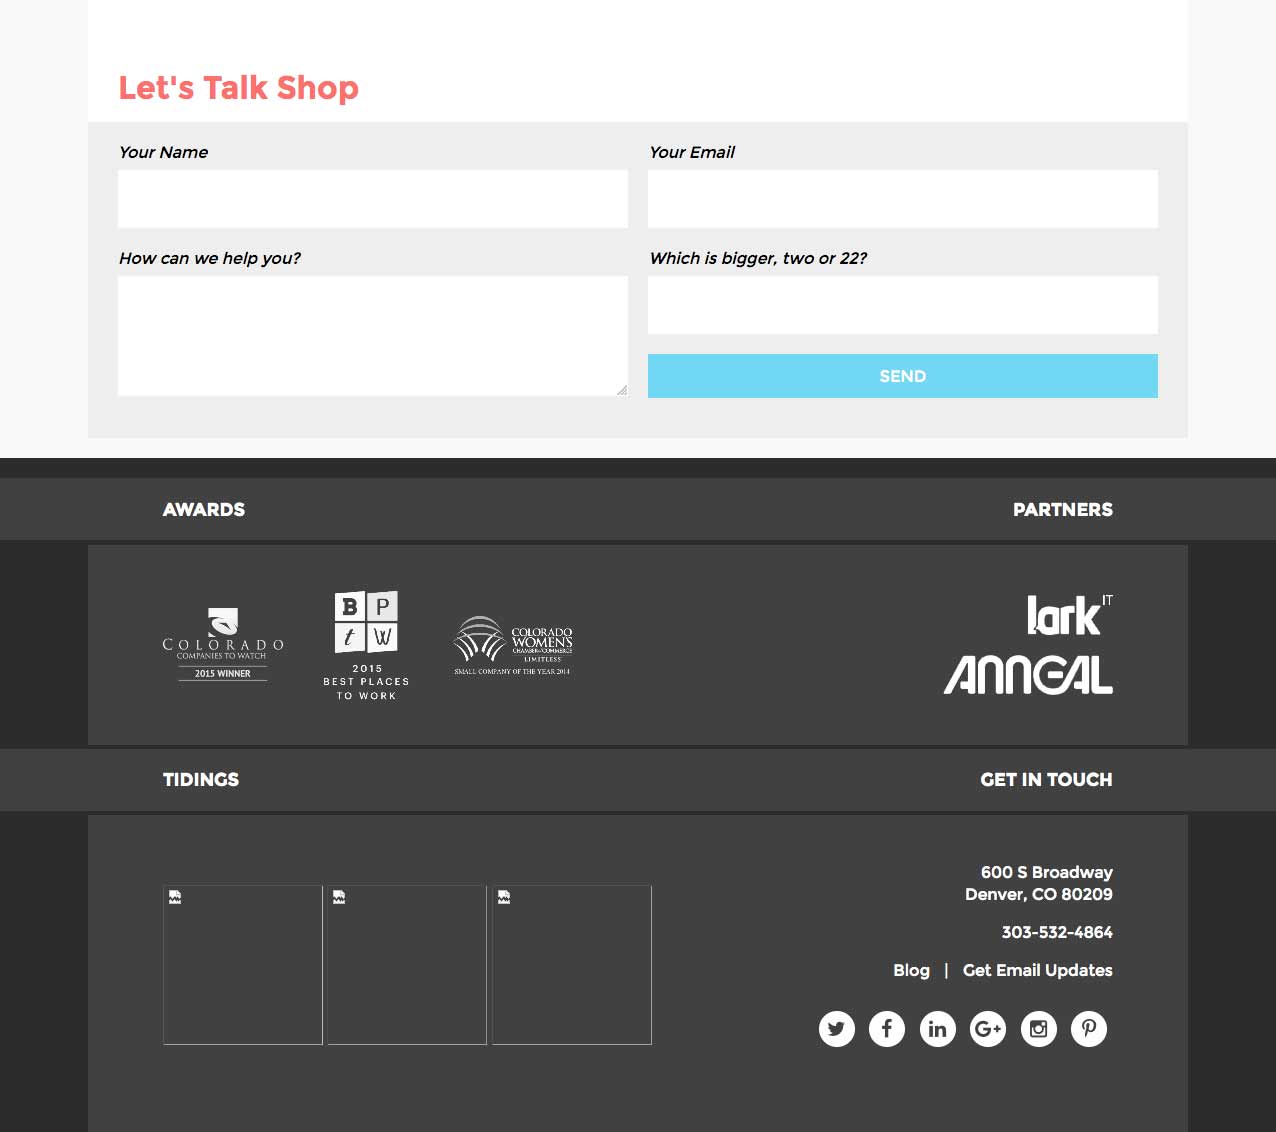 Let's Talk Shop
Your Name
Your Email
How can we help you?
Which is bigger, two or 22?
SEND
AWARDS
PARTNERS
COLORADO
COMPANIES TO WATCH
2015 WINNER
B P
t W
2015
BEST PLACES
TO WORK
COLORADO
WOMEN'S
CHAMBER OF COMMERCE
LIMITLESS
SMALL COMPANY OF THE YEAR 2014
lark IT
ANNEAL
TIDINGS
GET IN TOUCH
600 S Broadway
Denver, CO 80209
303-532-4864
Blog | Get Email Updates